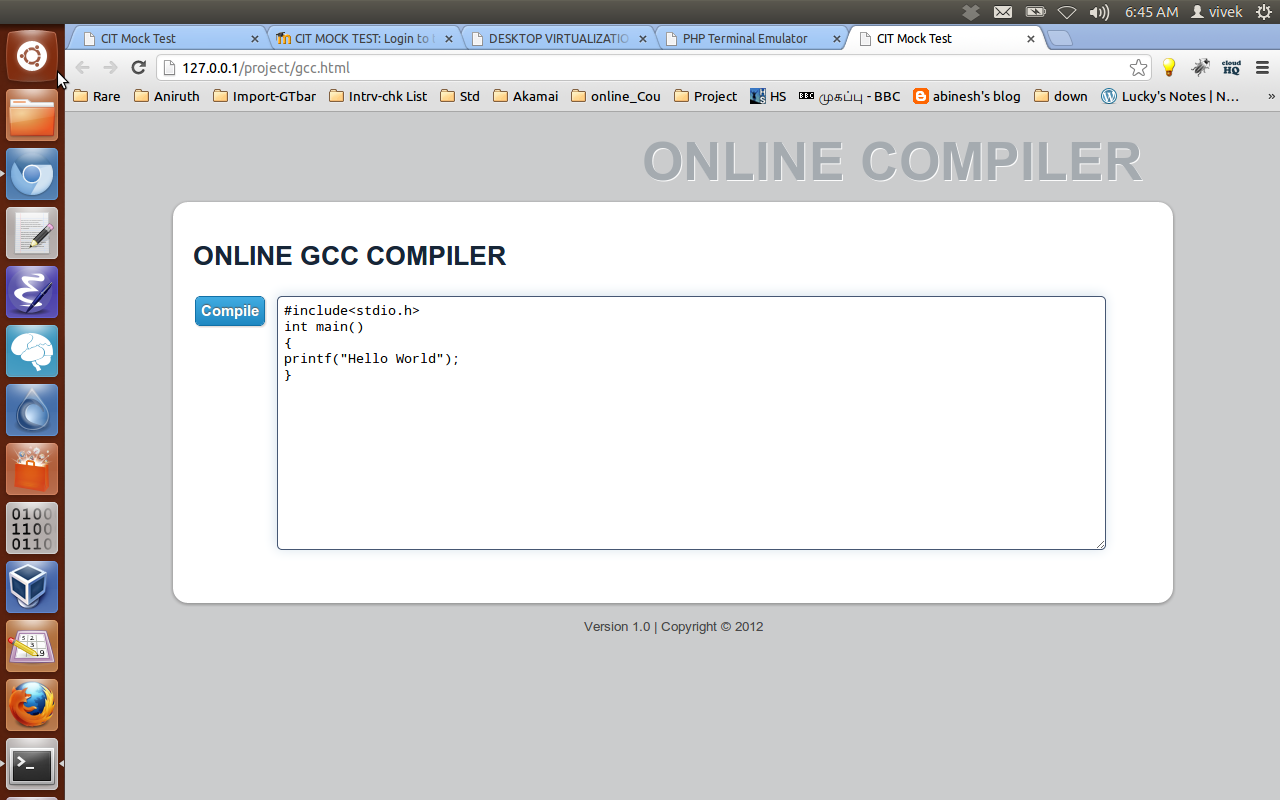 6:45 AM vivek
CIT Mock Test
CIT MOCK TEST: Login to
DESKTOP VIRTUALIZATIO
PHP Terminal Emulator
CIT Mock Test
127.0.0.1/project/gcc.html
cloud
HQ
Rare
Aniruth
Import-GTbar
Intrv-chk List
Std
Akamai
online_Cou
Project
HS
BBC முகப்பு - BBC
abinesh's blog
down
Lucky's Notes | N...
»
ONLINE COMPILER
ONLINE GCC COMPILER
Compile
#include<stdio.h>
int main()
{
printf("Hello World");
}
0100
1100
0110
>_
Version 1.0 | Copyright © 2012